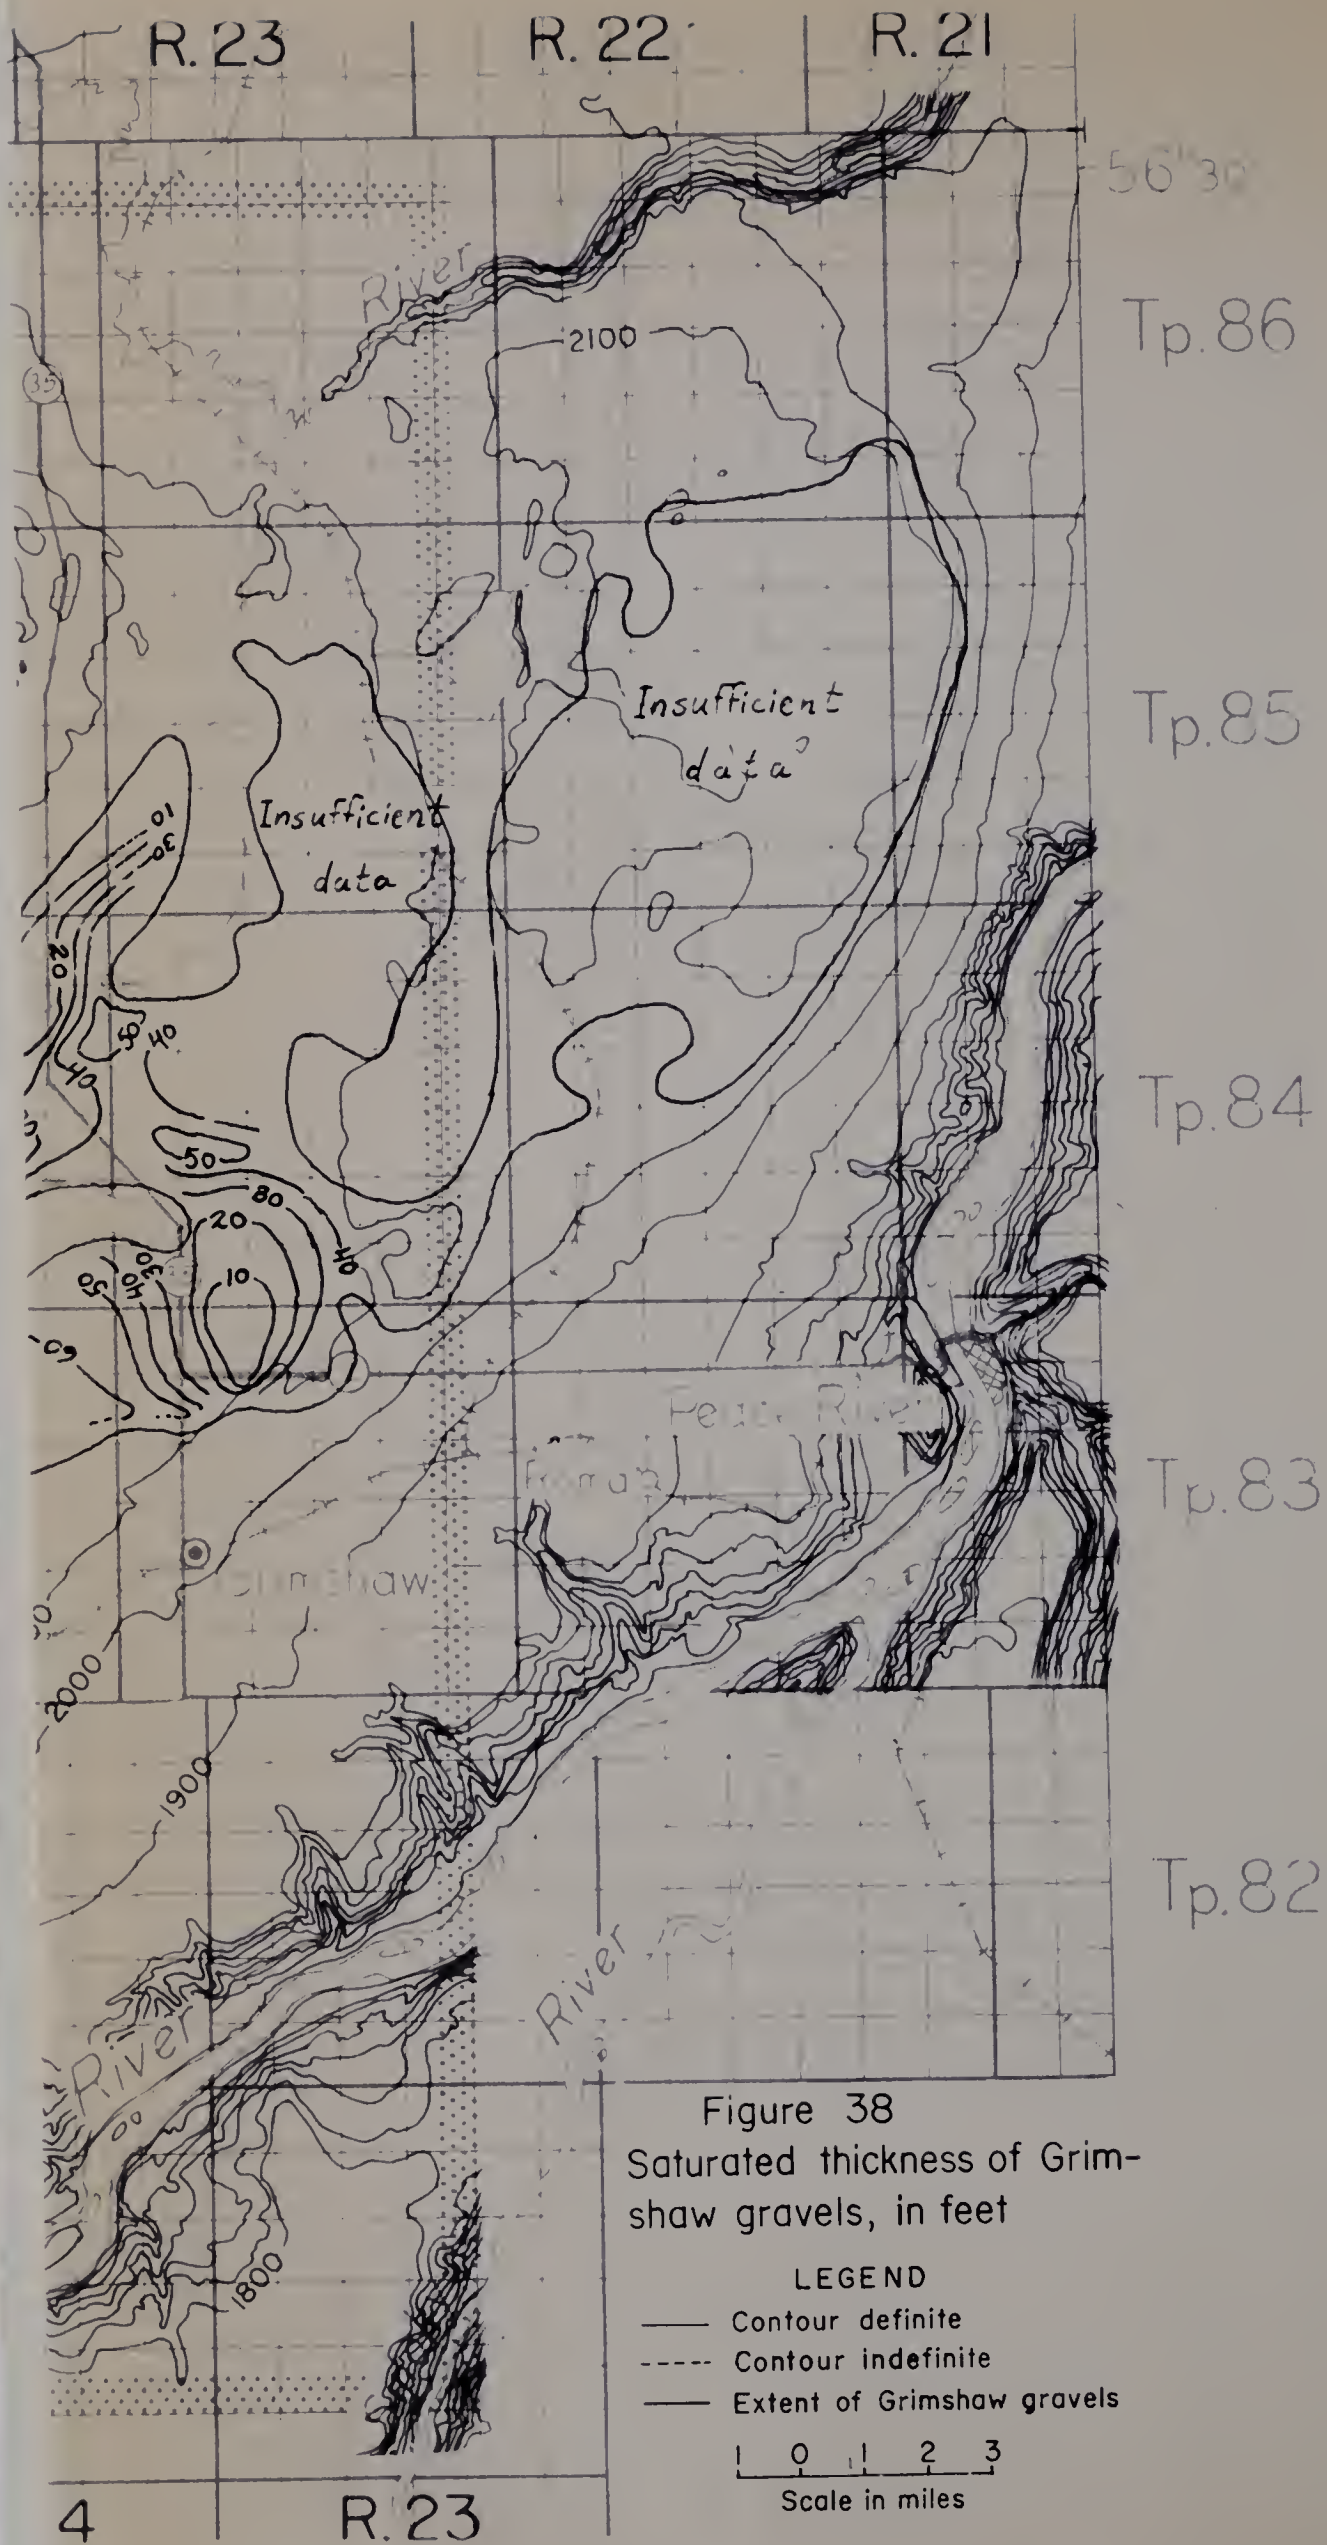 R. 23 R. 22 R. 21
56°30'
River
Tp. 86
2100
35
Insufficient
data
Tp. 85
Insufficient
data
10
30
20
50
40
40
Tp. 84
50
80
20
10
40
30
40
50
60
Peace River
Tp. 83
Grimshaw
2000
1900
Tp. 82
River
River
1800
Figure 38
Saturated thickness of Grim-
shaw gravels, in feet
LEGEND
Contour definite
Contour indefinite
Extent of Grimshaw gravels
1 0 1 2 3
Scale in miles
4 R. 23